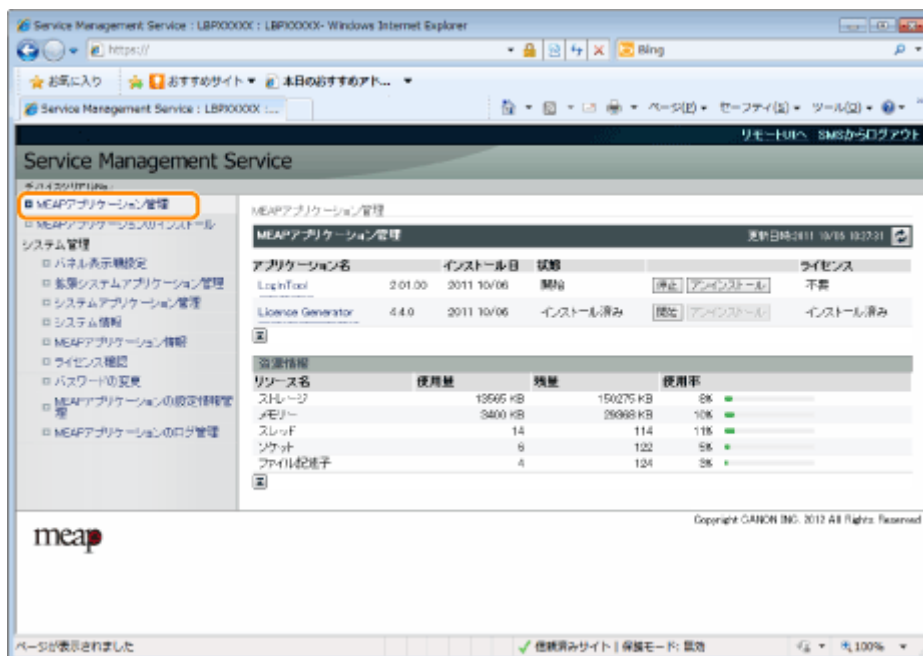 Service Management Service : LBPXXXXX : LBPXXXXX- Windows Internet Explorer
https://
Bing
お気に入り おすすめサイト 本日のおすすめアド...
Service Management Service : LBPXXXXX :...
ページ(P) セーフティ(S) ツール(O)
リモートUIへ SMSからログアウト
Service Management Service
デバイスシリアルNo.:
MEAPアプリケーション管理
MEAPアプリケーションのインストール
システム管理
パネル表示順設定
拡張システムアプリケーション管理
システムアプリケーション管理
システム情報
MEAPアプリケーション情報
ライセンス確認
パスワードの変更
MEAPアプリケーションの設定情報管
理
MEAPアプリケーションのログ管理
MEAPアプリケーション管理
MEAPアプリケーション管理 更新日時:2011 10/06 10:27:31
アプリケーション名 インストール日 状態 ライセンス
LoginTool 2.01.00 2011 10/06 開始 停止 アンインストール 不要
Licence Generator 4.4.0 2011 10/06 インストール済み 開始 アンインストール インストール済み
資源情報
リソース名 使用量 残量 使用率
ストレージ 13565 KB 150275 KB 8%
メモリー 3400 KB 29368 KB 10%
スレッド 14 114 11%
ソケット 6 122 5%
ファイル記述子 4 124 3%
Copyright CANON INC. 2012 All Rights Reserved
meap
ページが表示されました 信頼済みサイト | 保護モード: 無効 100%